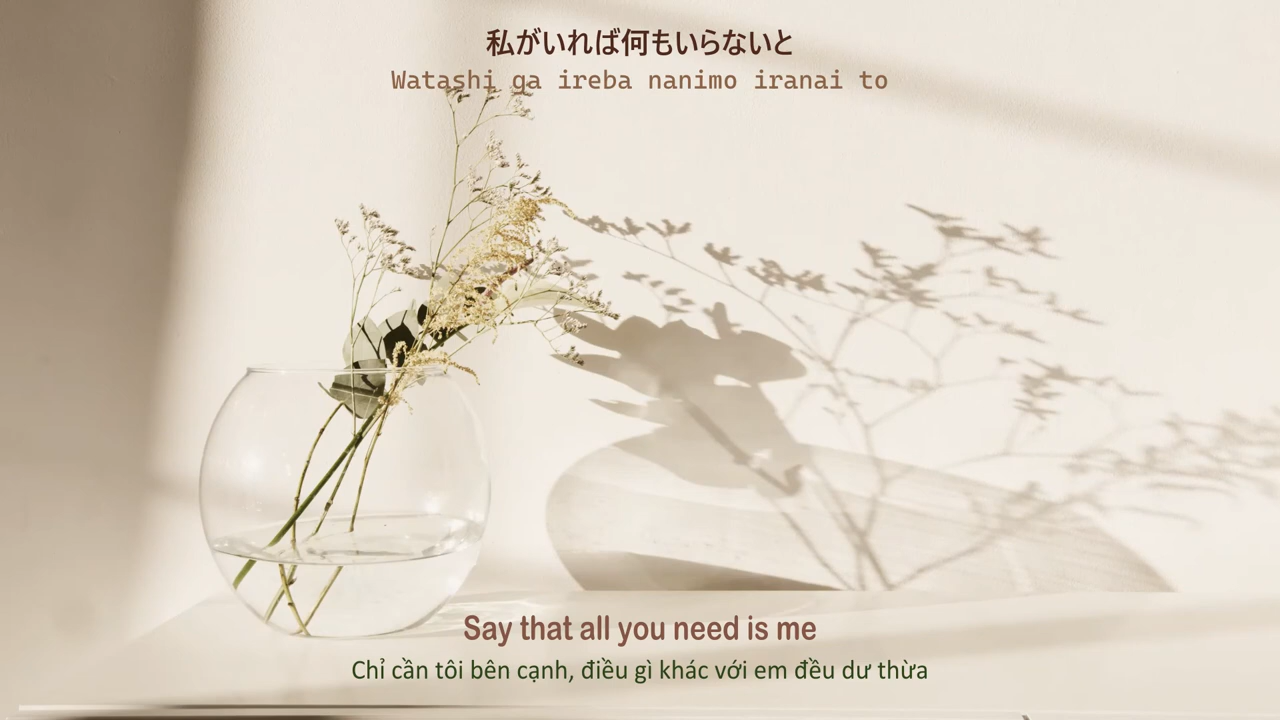 私がいれば何もいらないと
Watashi ga ireba nanimo iranai to
Say that all you need is me
Chỉ cần tôi bên cạnh, điều gì khác với em đều dư thừa